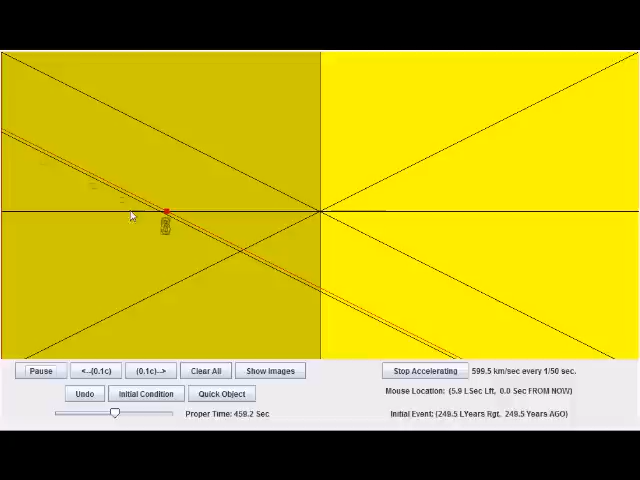 Pause <--(0.1c) (0.1c)--> Clear All Show Images Stop Accelerating 599.5 km/sec every 1/50 sec.
Undo Initial Condition Quick Object Mouse Location: (5.9 LSec Lft, 0.0 Sec FROM NOW)
Proper Time: 459.2 Sec Initial Event: (249.5 LYears Rgt, 249.5 Years AGO)